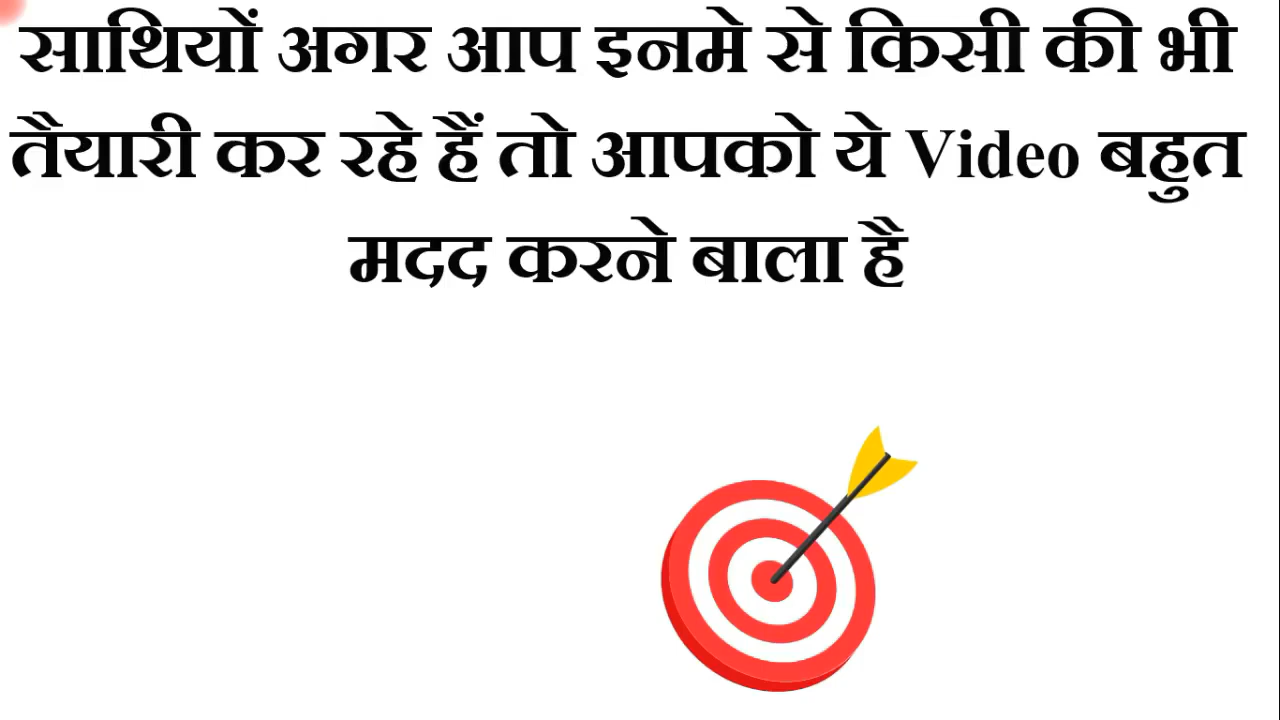 साथियों अगर आप इनमे से किसी की भी
तैयारी कर रहे हैं तो आपको ये Video बहुत
मदद करने बाला है